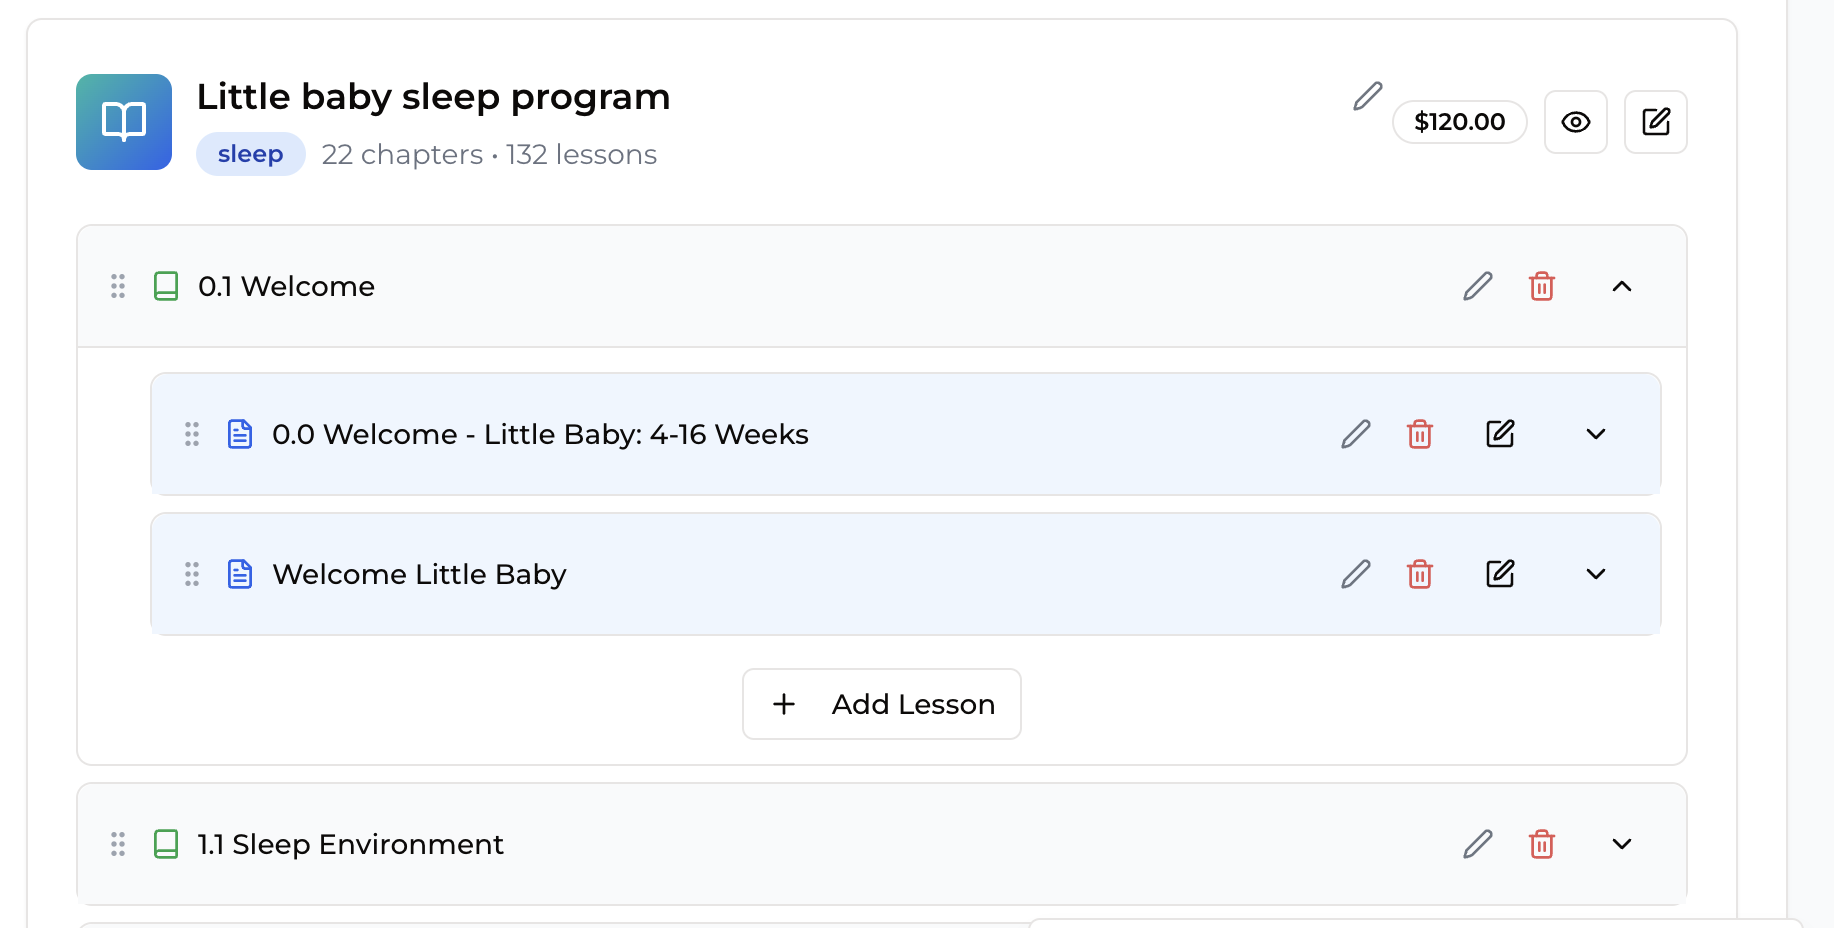 Little baby sleep program
sleep 22 chapters • 132 lessons
$120.00
0.1 Welcome
0.0 Welcome - Little Baby: 4-16 Weeks
Welcome Little Baby
Add Lesson
1.1 Sleep Environment